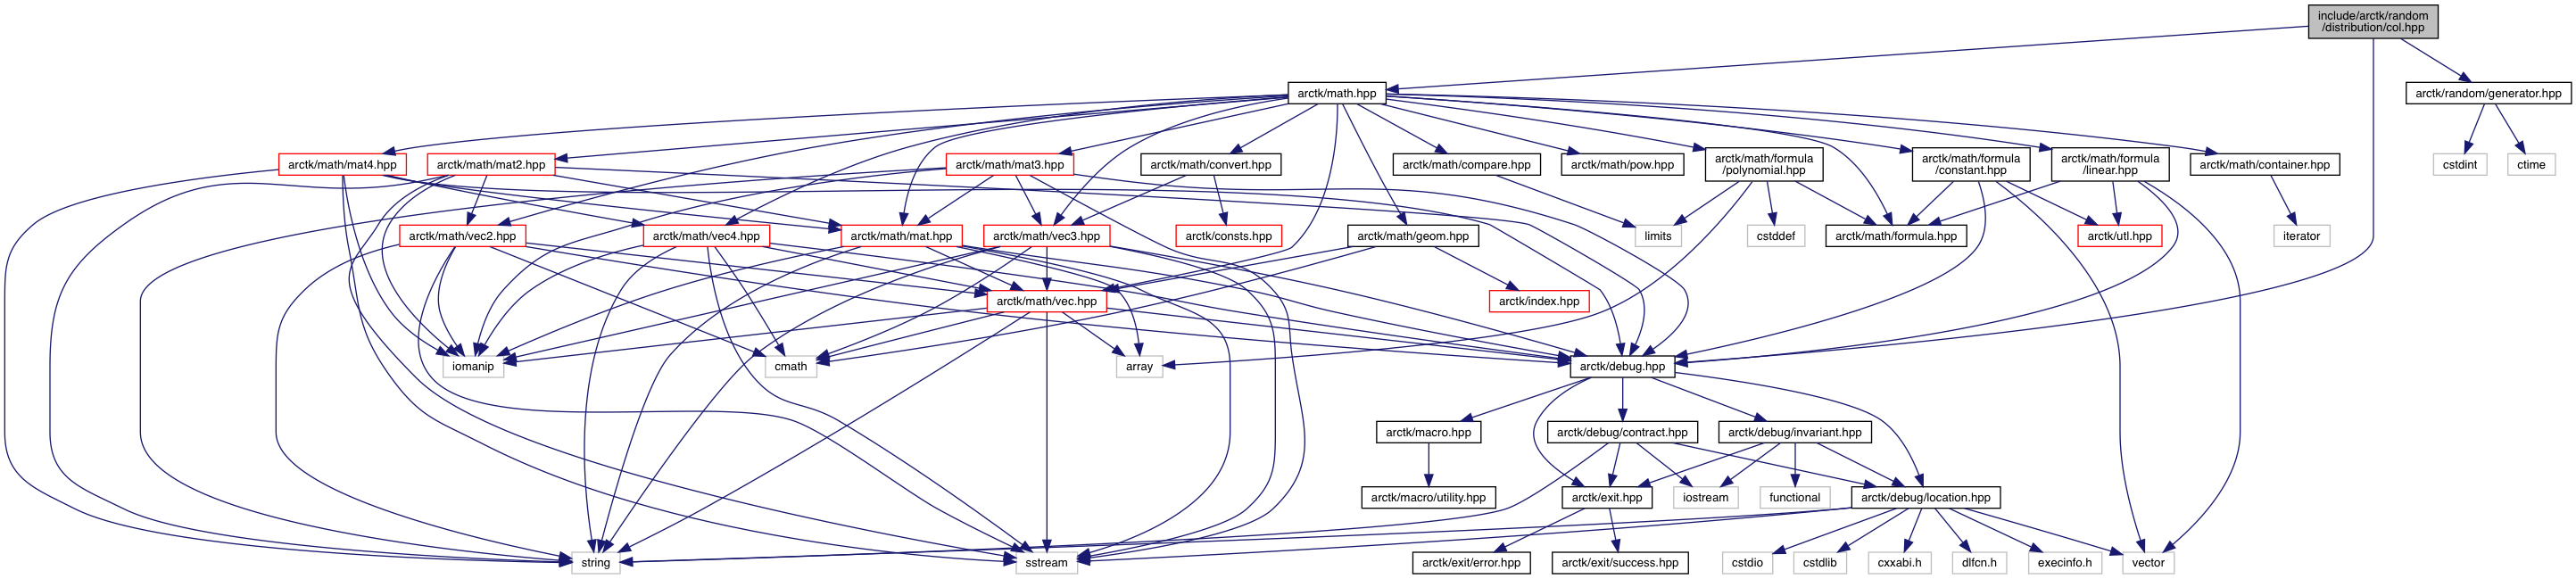 include/arctk/random
/distribution/col.hpp
arctk/math.hpp
arctk/random/generator.hpp
arctk/math/mat4.hpp
arctk/math/mat2.hpp
arctk/math/mat3.hpp
arctk/math/convert.hpp
arctk/math/compare.hpp
arctk/math/pow.hpp
arctk/math/formula
/polynomial.hpp
arctk/math/formula
/constant.hpp
arctk/math/formula
/linear.hpp
arctk/math/container.hpp
cstdint
ctime
arctk/math/vec2.hpp
arctk/math/vec4.hpp
arctk/math/mat.hpp
arctk/math/vec3.hpp
arctk/consts.hpp
arctk/math/geom.hpp
limits
cstddef
arctk/math/formula.hpp
arctk/utl.hpp
iterator
arctk/math/vec.hpp
arctk/index.hpp
iomanip
cmath
array
arctk/debug.hpp
arctk/macro.hpp
arctk/debug/contract.hpp
arctk/debug/invariant.hpp
arctk/macro/utility.hpp
arctk/exit.hpp
iostream
functional
arctk/debug/location.hpp
string
sstream
arctk/exit/error.hpp
arctk/exit/success.hpp
cstdio
cstdlib
cxxabi.h
dlfcn.h
execinfo.h
vector